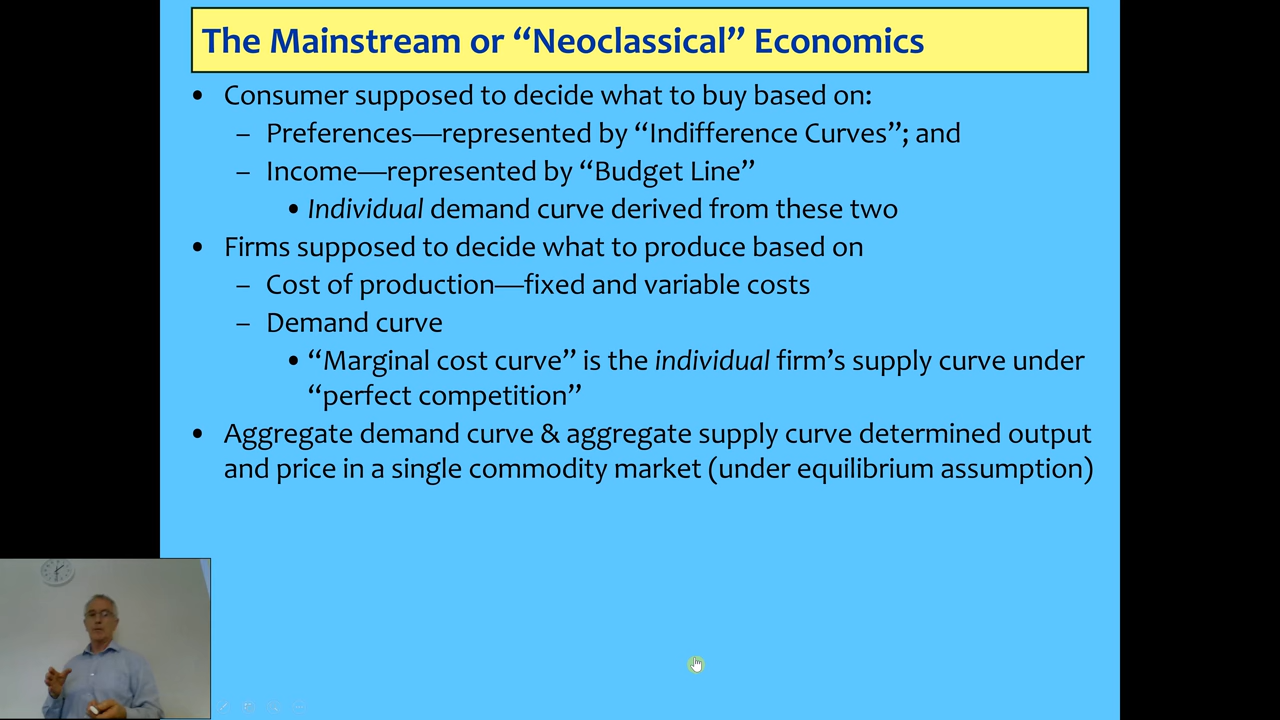 The Mainstream or “Neoclassical” Economics
• Consumer supposed to decide what to buy based on:
– Preferences—represented by “Indifference Curves”; and
– Income—represented by “Budget Line”
• Individual demand curve derived from these two
• Firms supposed to decide what to produce based on
– Cost of production—fixed and variable costs
– Demand curve
• “Marginal cost curve” is the individual firm’s supply curve under
“perfect competition”
• Aggregate demand curve & aggregate supply curve determined output
and price in a single commodity market (under equilibrium assumption)